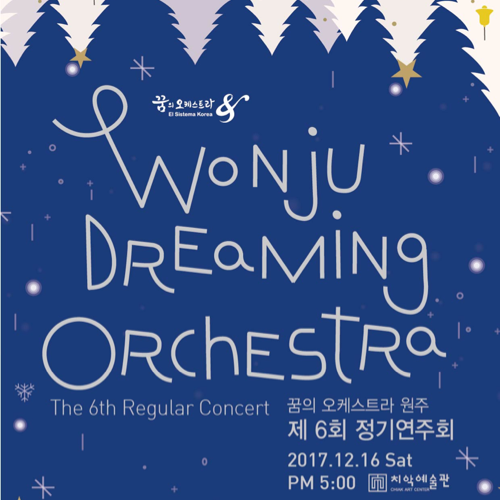 꿈의 오케스트라 &
El Sistema Korea
WONJU
DREaMiNg
ORchEStRa
The 6th Regular Concert
꿈의 오케스트라 원주
제 6회 정기연주회
2017.12.16 Sat
PM 5:00
치악예술관
CHIAK ART CENTER